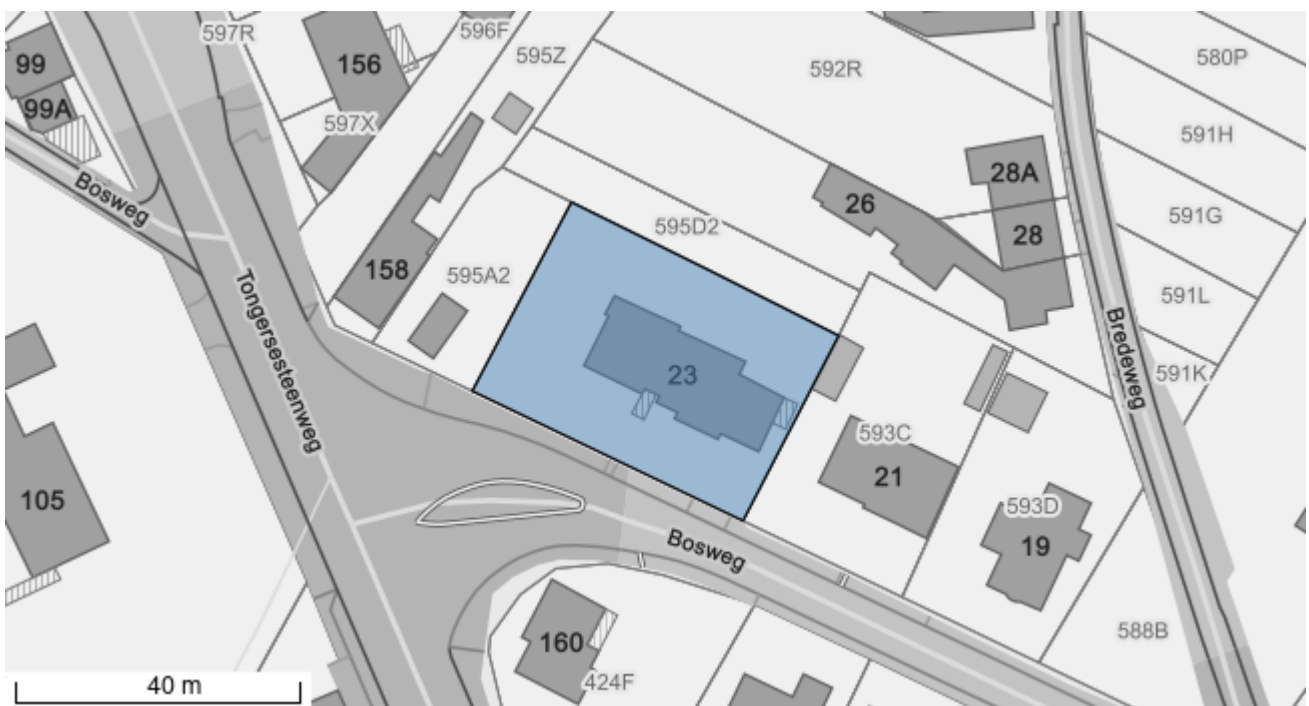 597R
596F
99
156
595Z
580P
592R
99A
597X
591H
28A
Bosweg
26
591G
595D2
28
158
595A2
591L
Tongersesteenweg
Bredeweg
23
591K
593C
21
105
593D
Bosweg
19
160
588B
424F
40 m